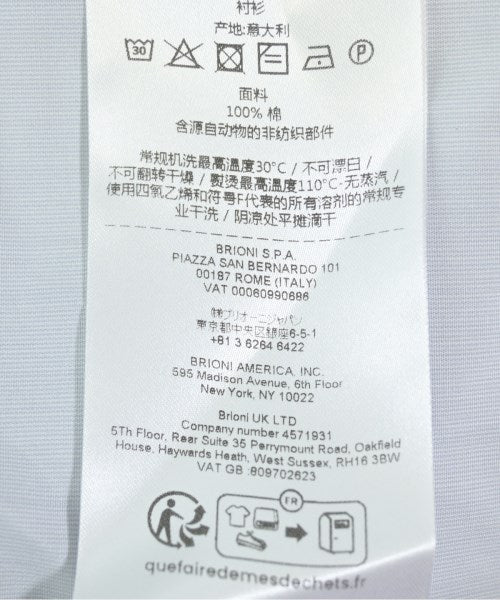 衬衫
产地:意大利
30 P
面料
100% 棉
含源自动物的非纺织部件
常规机洗最高温度30°C / 不可漂白 /
不可翻转干燥 / 熨烫最高温度110°C-无蒸汽 /
使用四氯乙烯和符号F代表的所有溶剂的常规专
业干洗 / 阴凉处平摊滴干
BRIONI S.P.A.
PIAZZA SAN BERNARDO 101
00187 ROME (ITALY)
VAT 00060990686
㈱ブリオーニジャパン
東京都中央区銀座6-5-1
+81 3 6264 6422
BRIONI AMERICA, INC.
595 Madison Avenue, 6th Floor
New York, NY 10022
Brioni UK LTD
Company number 4571931
5Th Floor, Rear Suite 35 Perrymount Road, Oakfield
House, Haywards Heath, West Sussex, RH16 3BW
VAT GB :809702623
FR
quefairedemesdechets.fr